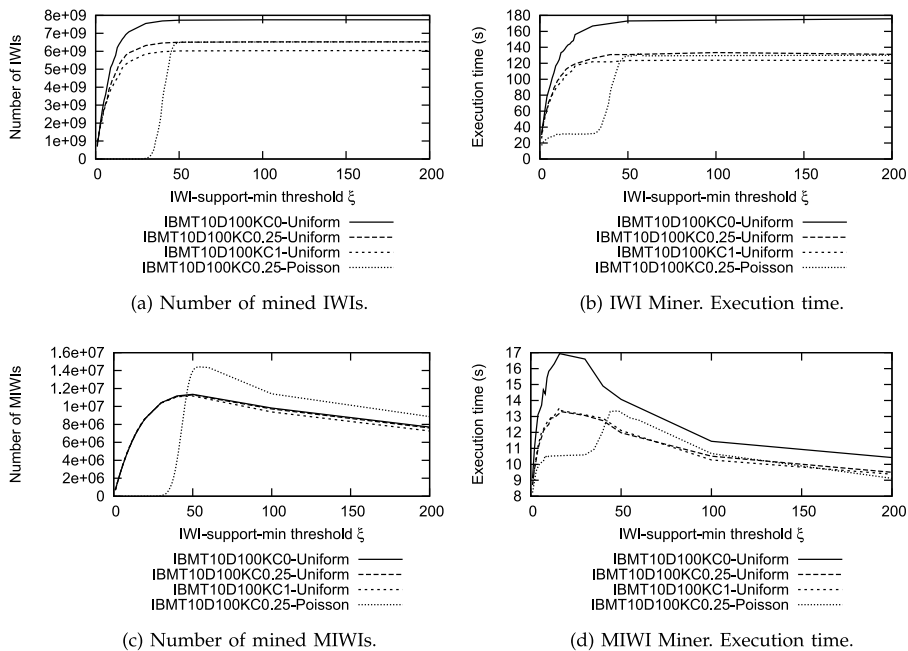 8e+09
7e+09
6e+09
5e+09
4e+09
3e+09
2e+09
1e+09
0
Number of IWIs
0 50 100 150 200
IWI-support-min threshold ξ
IBMT10D100KC0-Uniform
IBMT10D100KC0.25-Uniform
IBMT10D100KC1-Uniform
IBMT10D100KC0.25-Poisson
(a) Number of mined IWIs.
180
160
140
120
100
80
60
40
20
0
Execution time (s)
0 50 100 150 200
IWI-support-min threshold ξ
IBMT10D100KC0-Uniform
IBMT10D100KC0.25-Uniform
IBMT10D100KC1-Uniform
IBMT10D100KC0.25-Poisson
(b) IWI Miner. Execution time.
1.6e+07
1.4e+07
1.2e+07
1e+07
8e+06
6e+06
4e+06
2e+06
0
Number of MIWIs
0 50 100 150 200
IWI-support-min threshold ξ
IBMT10D100KC0-Uniform
IBMT10D100KC0.25-Uniform
IBMT10D100KC1-Uniform
IBMT10D100KC0.25-Poisson
(c) Number of mined MIWIs.
17
16
15
14
13
12
11
10
9
8
Execution time (s)
0 50 100 150 200
IWI-support-min threshold ξ
IBMT10D100KC0-Uniform
IBMT10D100KC0.25-Uniform
IBMT10D100KC1-Uniform
IBMT10D100KC0.25-Poisson
(d) MIWI Miner. Execution time.